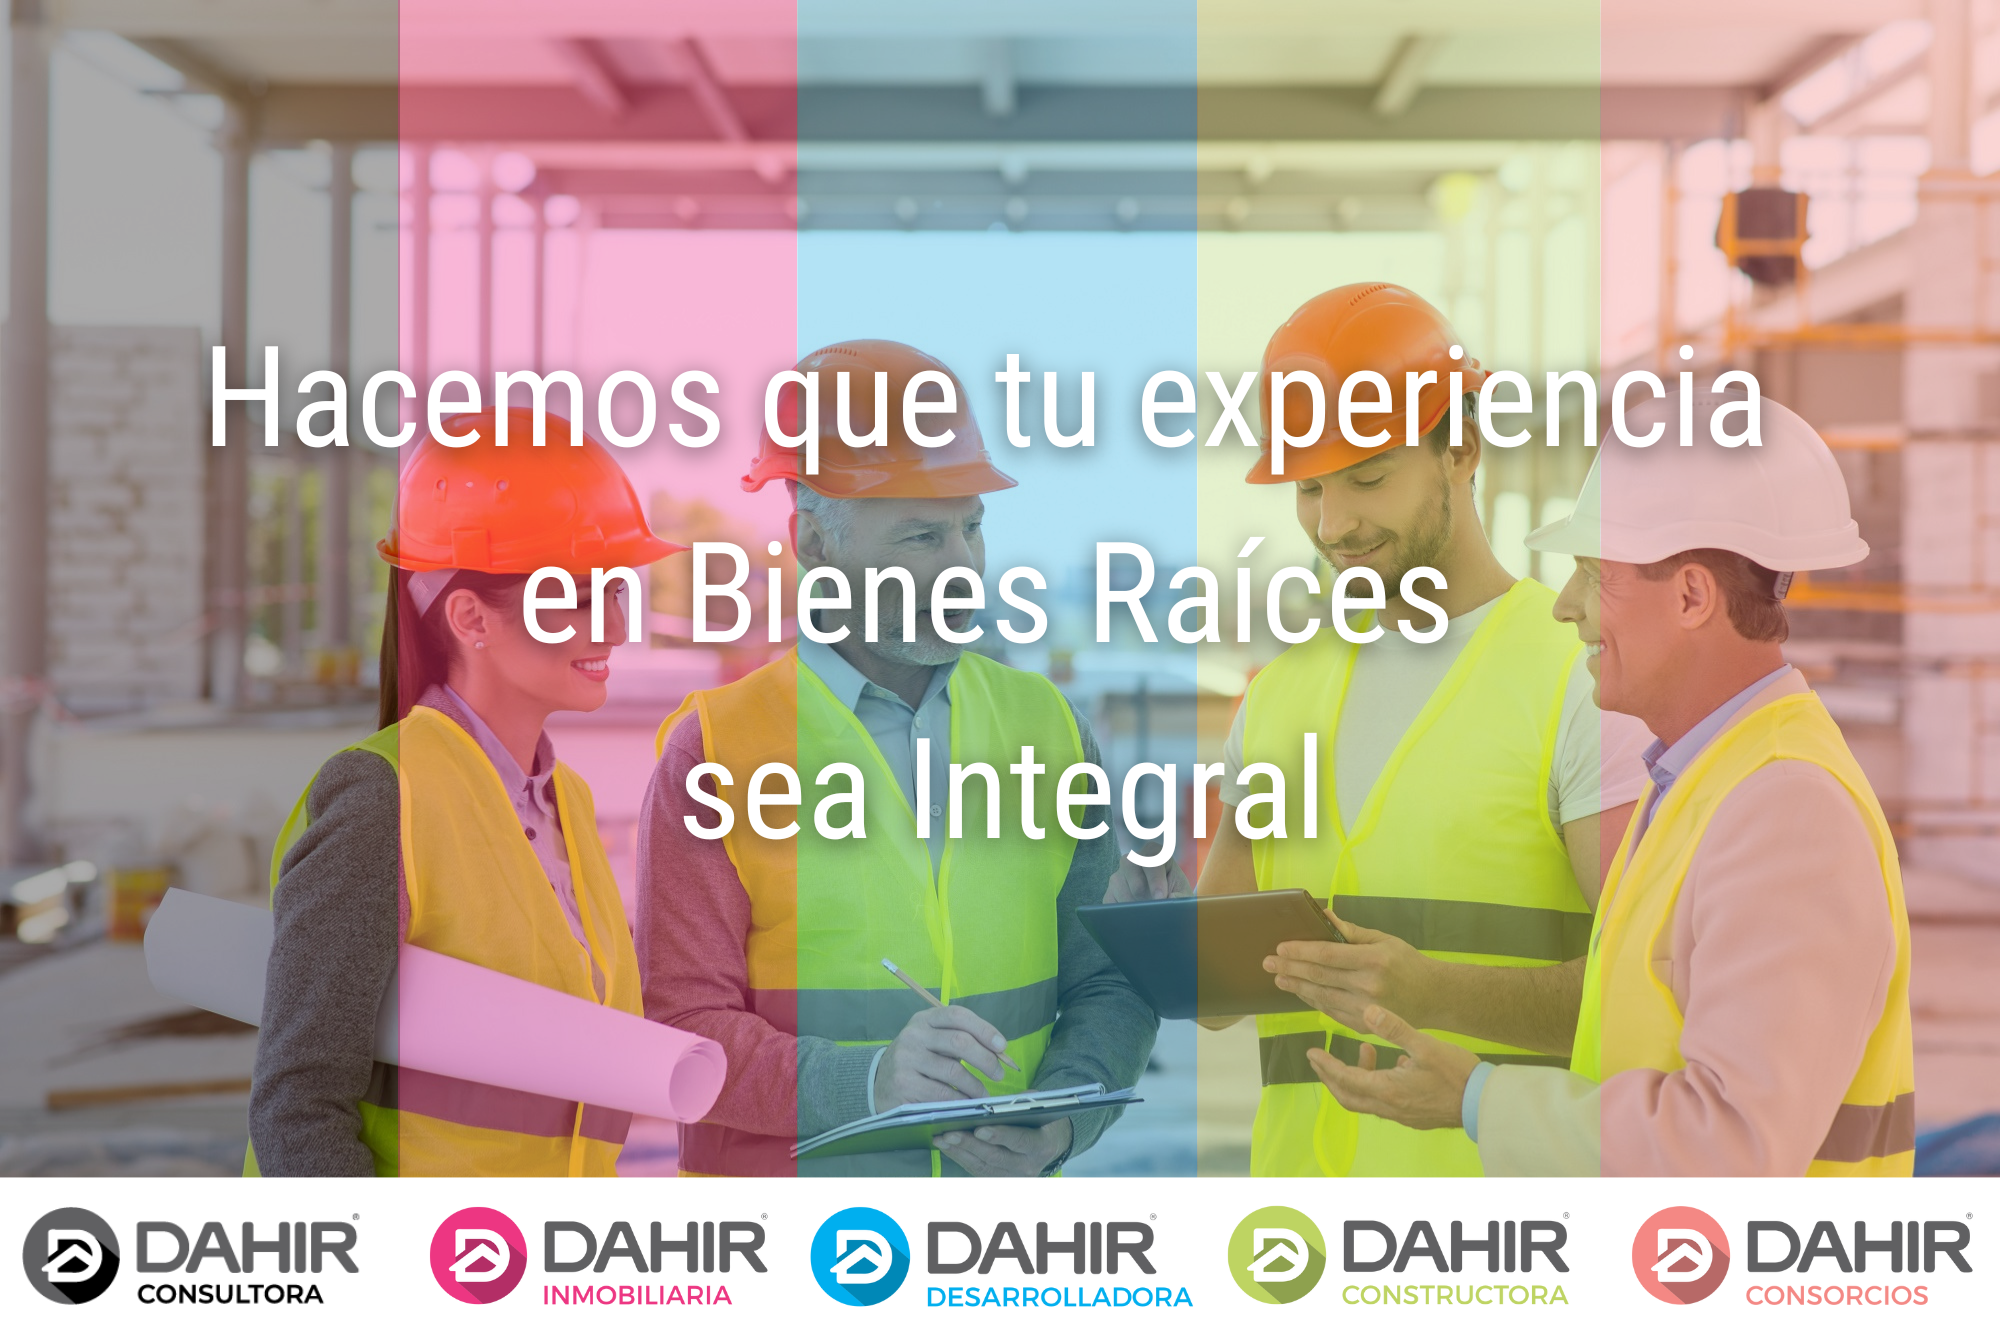 Hacemos que tu experiencia
en Bienes Raíces
sea Integral
DAHIR®
CONSULTORA
DAHIR®
INMOBILIARIA
DAHIR®
DESARROLLADORA
DAHIR®
CONSTRUCTORA
DAHIR®
CONSORCIOS